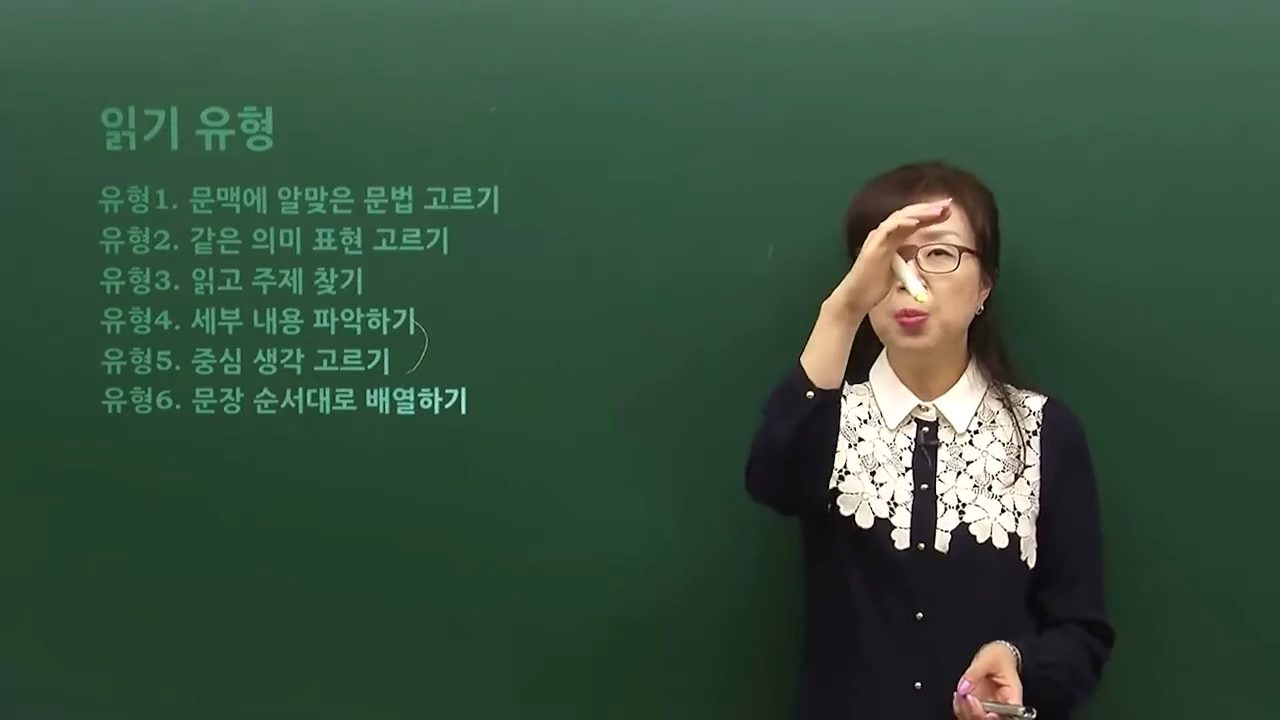 읽기 유형
유형1. 문맥에 알맞은 문법 고르기
유형2. 같은 의미 표현 고르기
유형3. 읽고 주제 찾기
유형4. 세부 내용 파악하기
유형5. 중심 생각 고르기
유형6. 문장 순서대로 배열하기